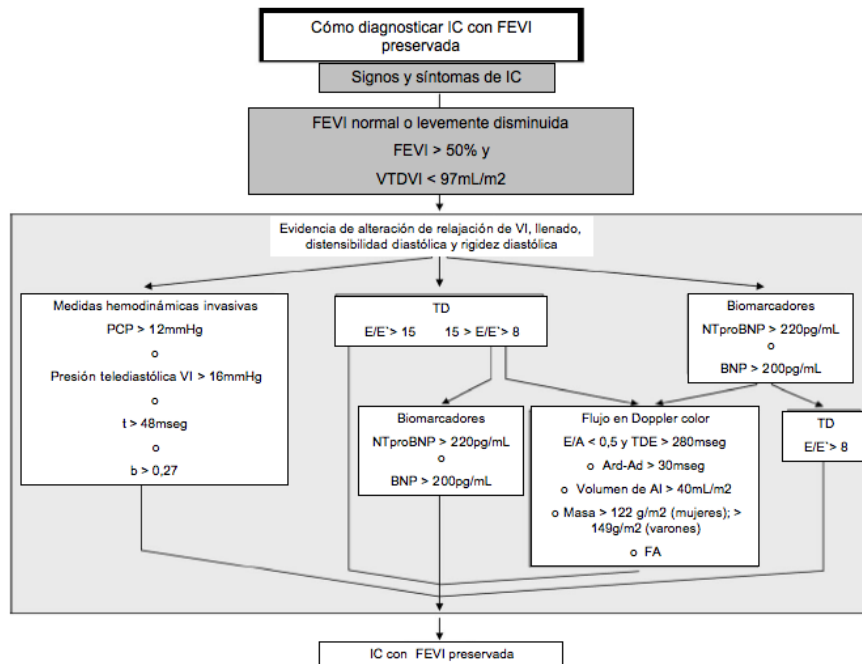 Cómo diagnosticar IC con FEVI
preservada
Signos y síntomas de IC
FEVI normal o levemente disminuida
FEVI > 50% y
VTDVI < 97mL/m2
Evidencia de alteración de relajación de VI, llenado,
distensibilidad diastólica y rigidez diastólica
Medidas hemodinámicas invasivas
PCP > 12mmHg
o
Presión telediastólica VI > 16mmHg
o
t > 48mseg
o
b > 0,27
TD
E/E`> 15 15 > E/E`> 8
Biomarcadores
NTproBNP > 220pg/mL
o
BNP > 200pg/mL
Biomarcadores
NTproBNP > 220pg/mL
o
BNP > 200pg/mL
Flujo en Doppler color
E/A < 0,5 y TDE > 280mseg
o Ard-Ad > 30mseg
o Volumen de AI > 40mL/m2
o Masa > 122 g/m2 (mujeres); >
149g/m2 (varones)
o FA
TD
E/E`> 8
IC con FEVI preservada